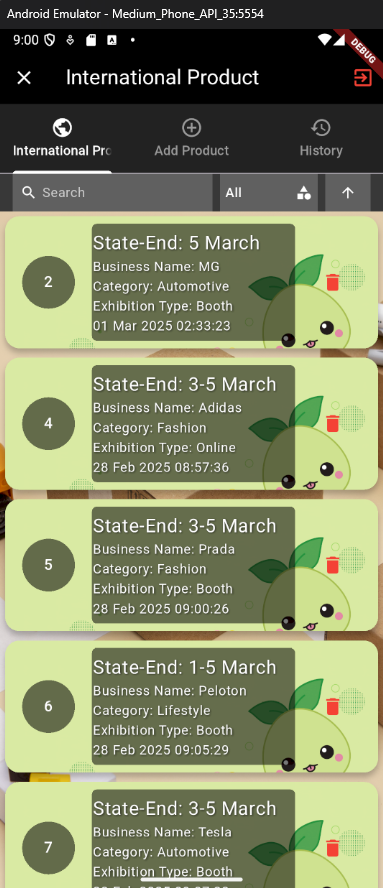 Android Emulator - Medium_Phone_API_35:5554
9:00
DEBUG
International Product
International Pro
Add Product
History
Search
All
2
State-End: 5 March
Business Name: MG
Category: Automotive
Exhibition Type: Booth
01 Mar 2025 02:33:23
4
State-End: 3-5 March
Business Name: Adidas
Category: Fashion
Exhibition Type: Online
28 Feb 2025 08:57:36
5
State-End: 3-5 March
Business Name: Prada
Category: Fashion
Exhibition Type: Booth
28 Feb 2025 09:00:26
6
State-End: 1-5 March
Business Name: Peloton
Category: Lifestyle
Exhibition Type: Booth
28 Feb 2025 09:05:29
7
State-End: 3-5 March
Business Name: Tesla
Category: Automotive
Exhibition Type: Booth